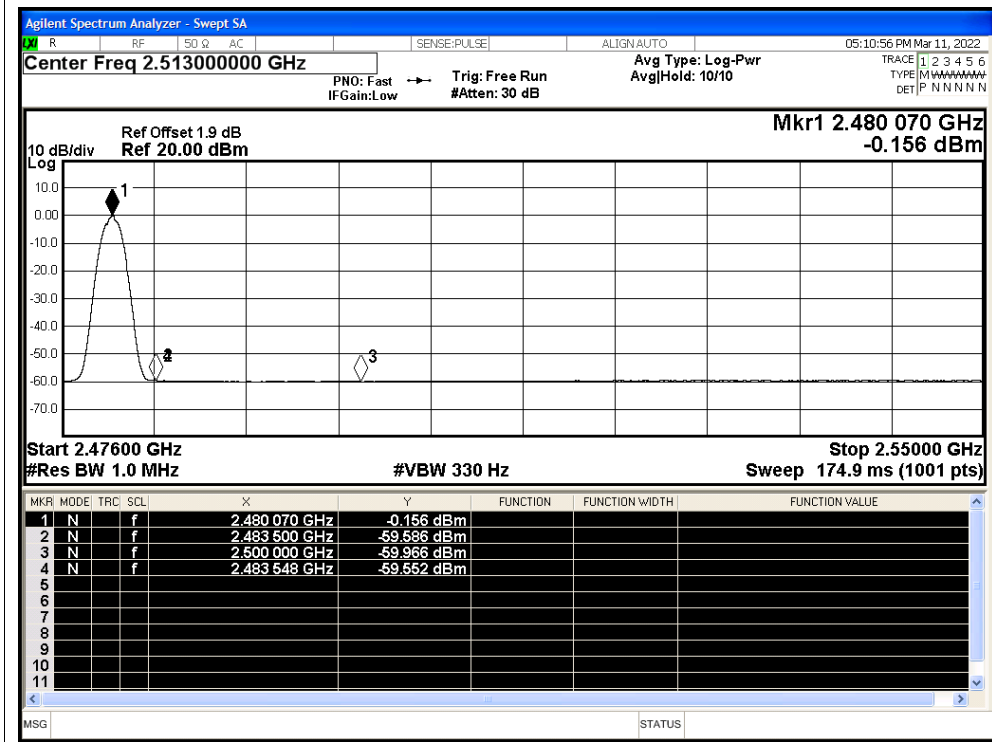 Agilent Spectrum Analyzer - Swept SA
LXI R RF 50 Ω AC SENSE:PULSE ALIGNAUTO 05:10:56 PM Mar 11, 2022
Center Freq 2.513000000 GHz
PNO: Fast Trig: Free Run Avg Type: Log-Pwr TRACE 1 2 3 4 5 6
IFGain:Low #Atten: 30 dB Avg|Hold: 10/10 TYPE M
DET P N N N N N
Ref Offset 1.9 dB Mkr1 2.480 070 GHz
10 dB/div Ref 20.00 dBm -0.156 dBm
Log
10.0
1
0.00
-10.0
-20.0
-30.0
-40.0
-50.0
3
-60.0
-70.0
Start 2.47600 GHz Stop 2.55000 GHz
#Res BW 1.0 MHz #VBW 330 Hz Sweep 174.9 ms (1001 pts)
MKR MODE TRC SCL X Y FUNCTION FUNCTION WIDTH FUNCTION VALUE
1 N f 2.480 070 GHz -0.156 dBm
2 N f 2.483 500 GHz -59.586 dBm
3 N f 2.500 000 GHz -59.966 dBm
4 N f 2.483 548 GHz -59.552 dBm
5
6
7
8
9
10
11
MSG STATUS